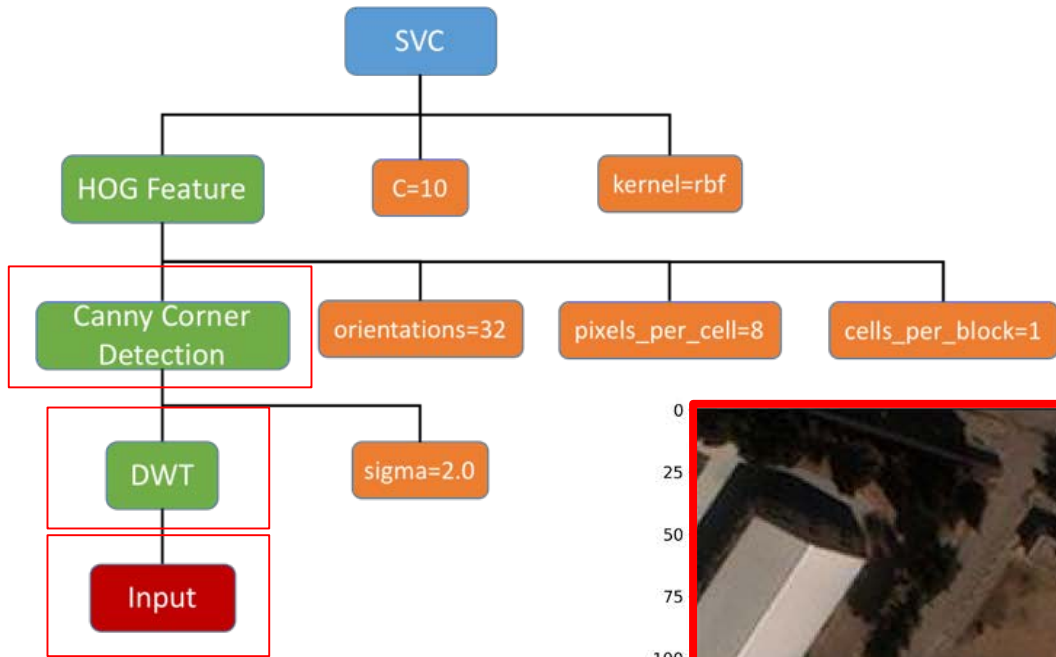 SVC
HOG Feature
C=10
kernel=rbf
Canny Corner
Detection
orientations=32
pixels_per_cell=8
cells_per_block=1
DWT
sigma=2.0
Input
0
25
50
75
100